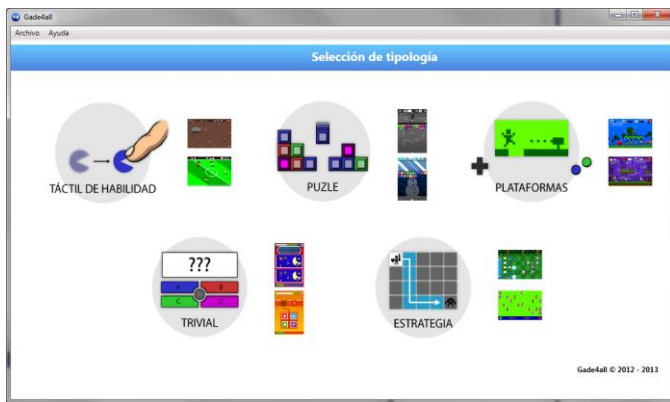 Gade4all
Archivo Ayuda
Selección de tipología
TÁCTIL DE HABILIDAD
PUZLE
PLATAFORMAS
???
A B
C D
TRIVIAL
ESTRATEGIA
Gade4all © 2012 - 2013